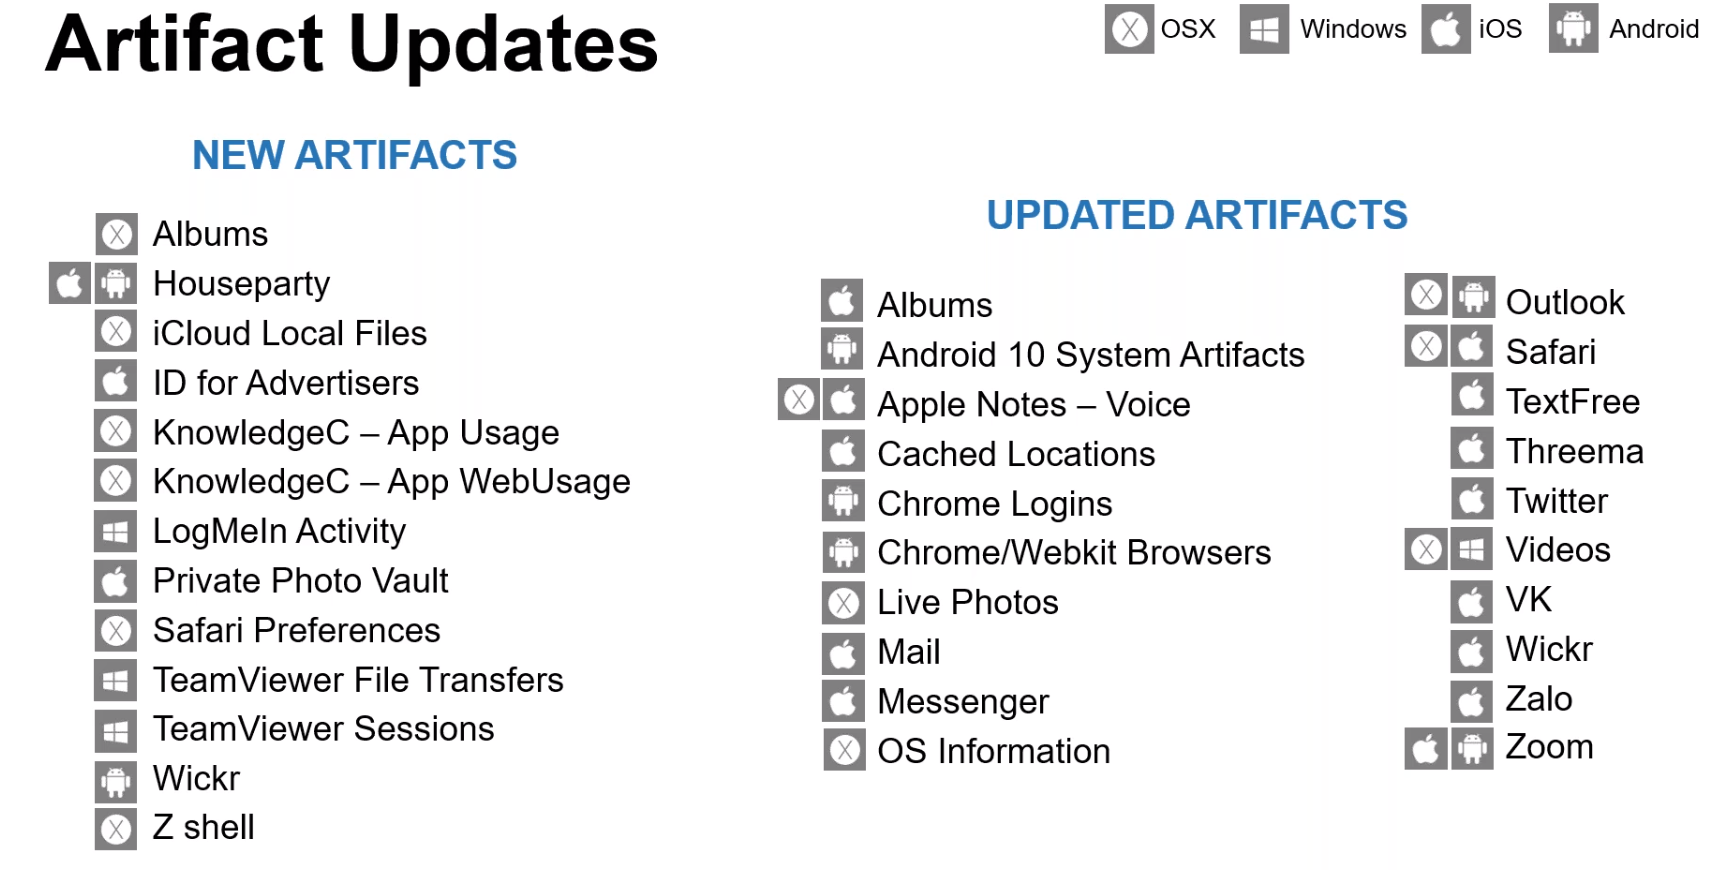 Artifact Updates
OSX Windows iOS Android
NEW ARTIFACTS
Albums
Houseparty
iCloud Local Files
ID for Advertisers
KnowledgeC – App Usage
KnowledgeC – App WebUsage
LogMeIn Activity
Private Photo Vault
Safari Preferences
TeamViewer File Transfers
TeamViewer Sessions
Wickr
Z shell
UPDATED ARTIFACTS
Albums
Android 10 System Artifacts
Apple Notes – Voice
Cached Locations
Chrome Logins
Chrome/Webkit Browsers
Live Photos
Mail
Messenger
OS Information
Outlook
Safari
TextFree
Threema
Twitter
Videos
VK
Wickr
Zalo
Zoom